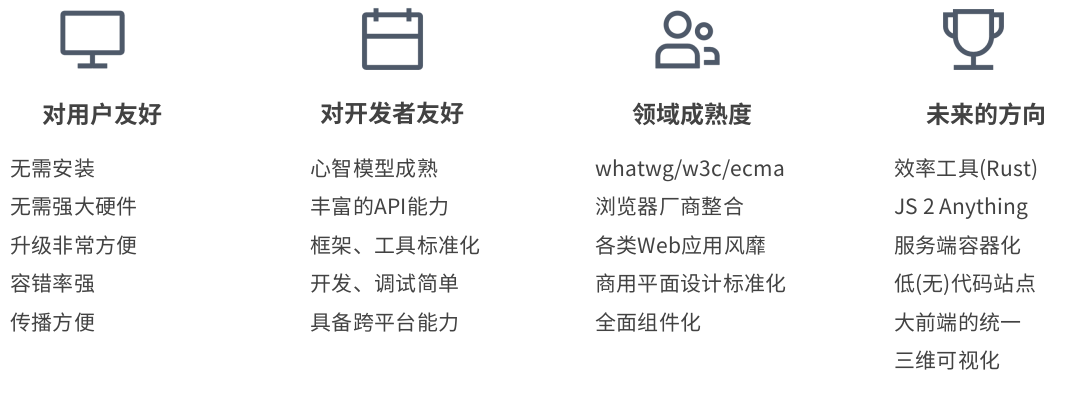 对用户友好
无需安装
无需强大硬件
升级非常方便
容错率强
传播方便
对开发者友好
心智模型成熟
丰富的API能力
框架、工具标准化
开发、调试简单
具备跨平台能力
领域成熟度
whatwg/w3c/ecma
浏览器厂商整合
各类Web应用风靡
商用平面设计标准化
全面组件化
未来的方向
效率工具(Rust)
JS 2 Anything
服务端容器化
低(无)代码站点
大前端的统一
三维可视化